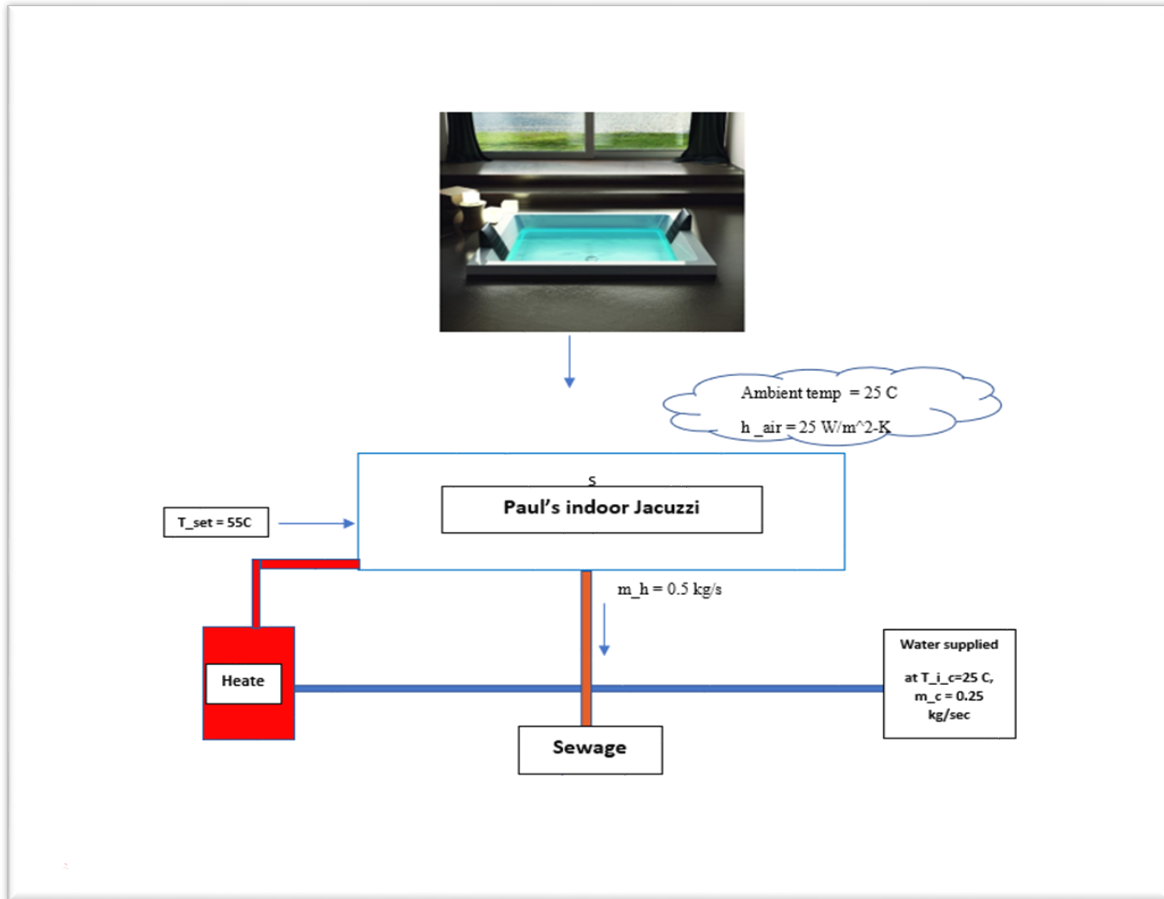 Ambient temp = 25 C
h_air = 25 W/m^2-K
s
Paul's indoor Jacuzzi
T_set = 55C
m_h = 0.5 kg/s
Water supplied
at T_i_c=25 C,
m_c = 0.25
kg/sec
Heate
Sewage